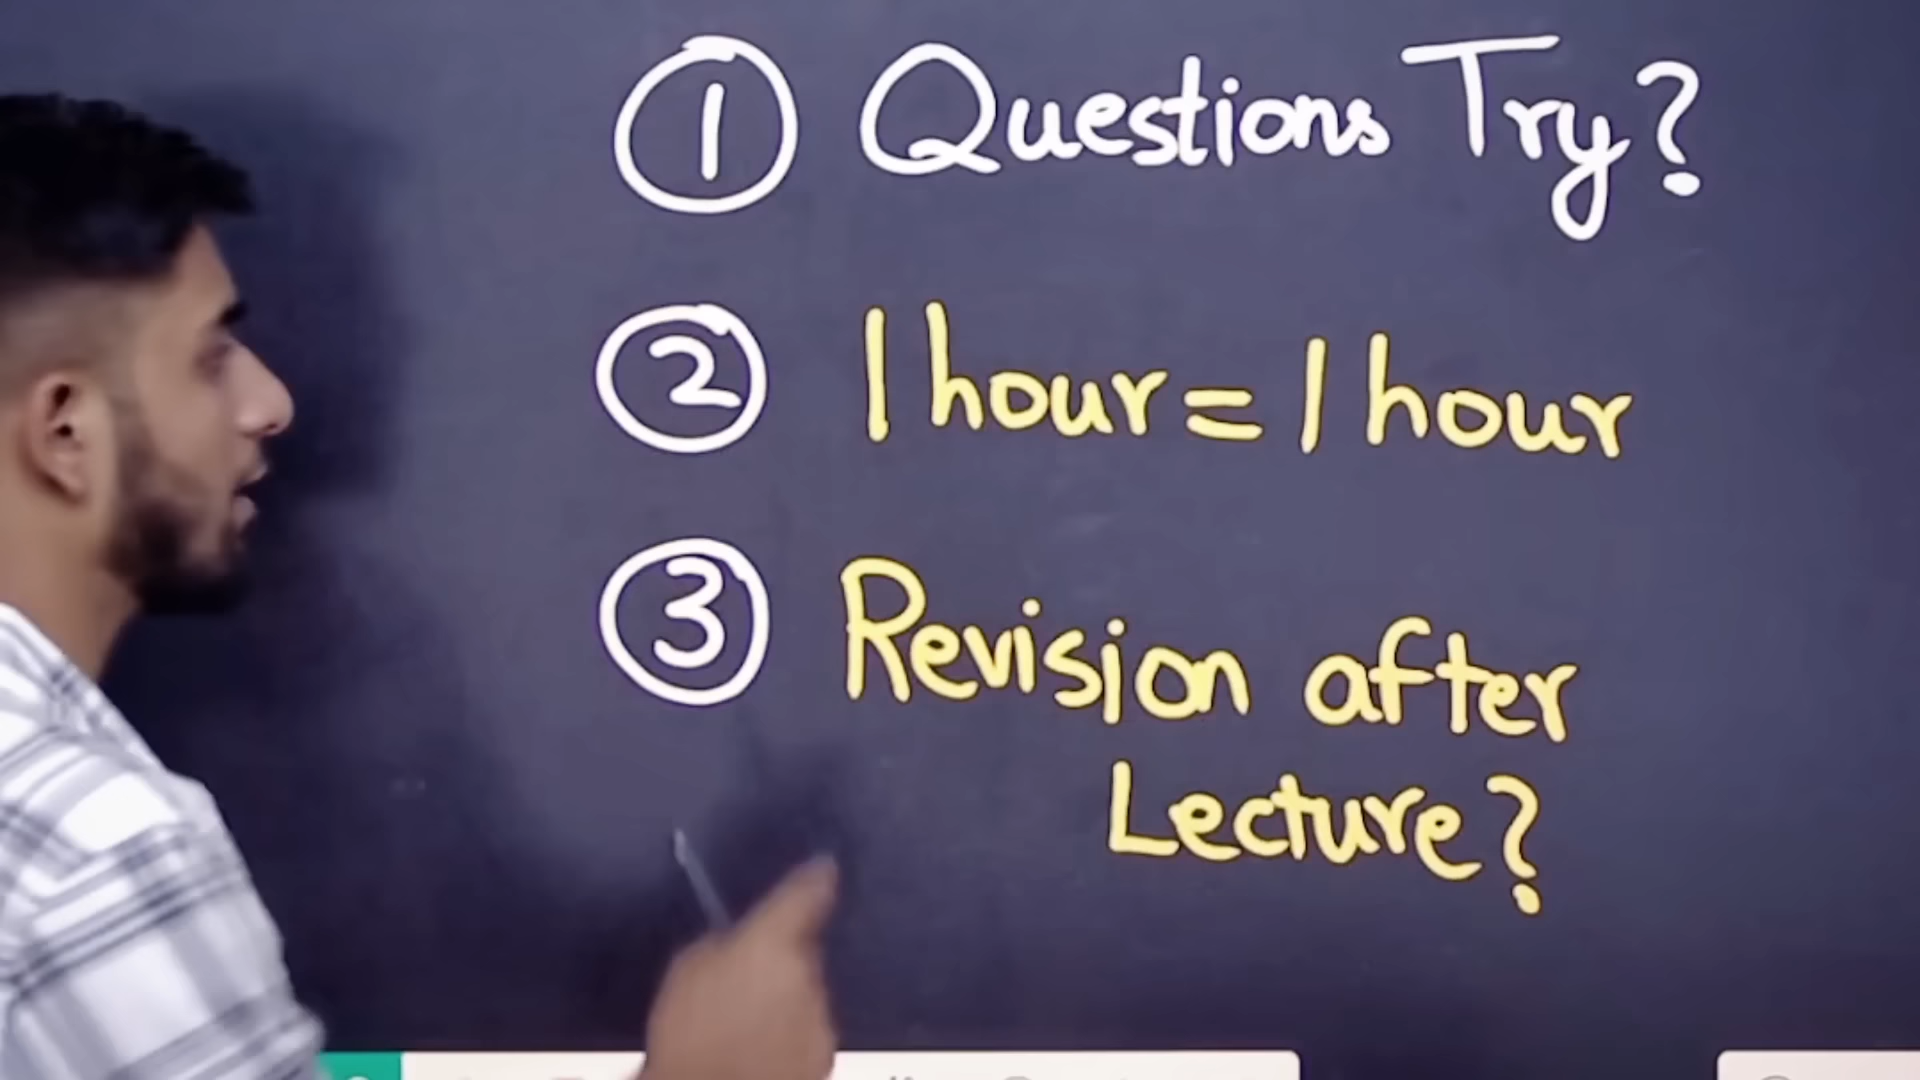 ① Questions Try?
② 1 hour = 1 hour
③ Revision after
Lecture?